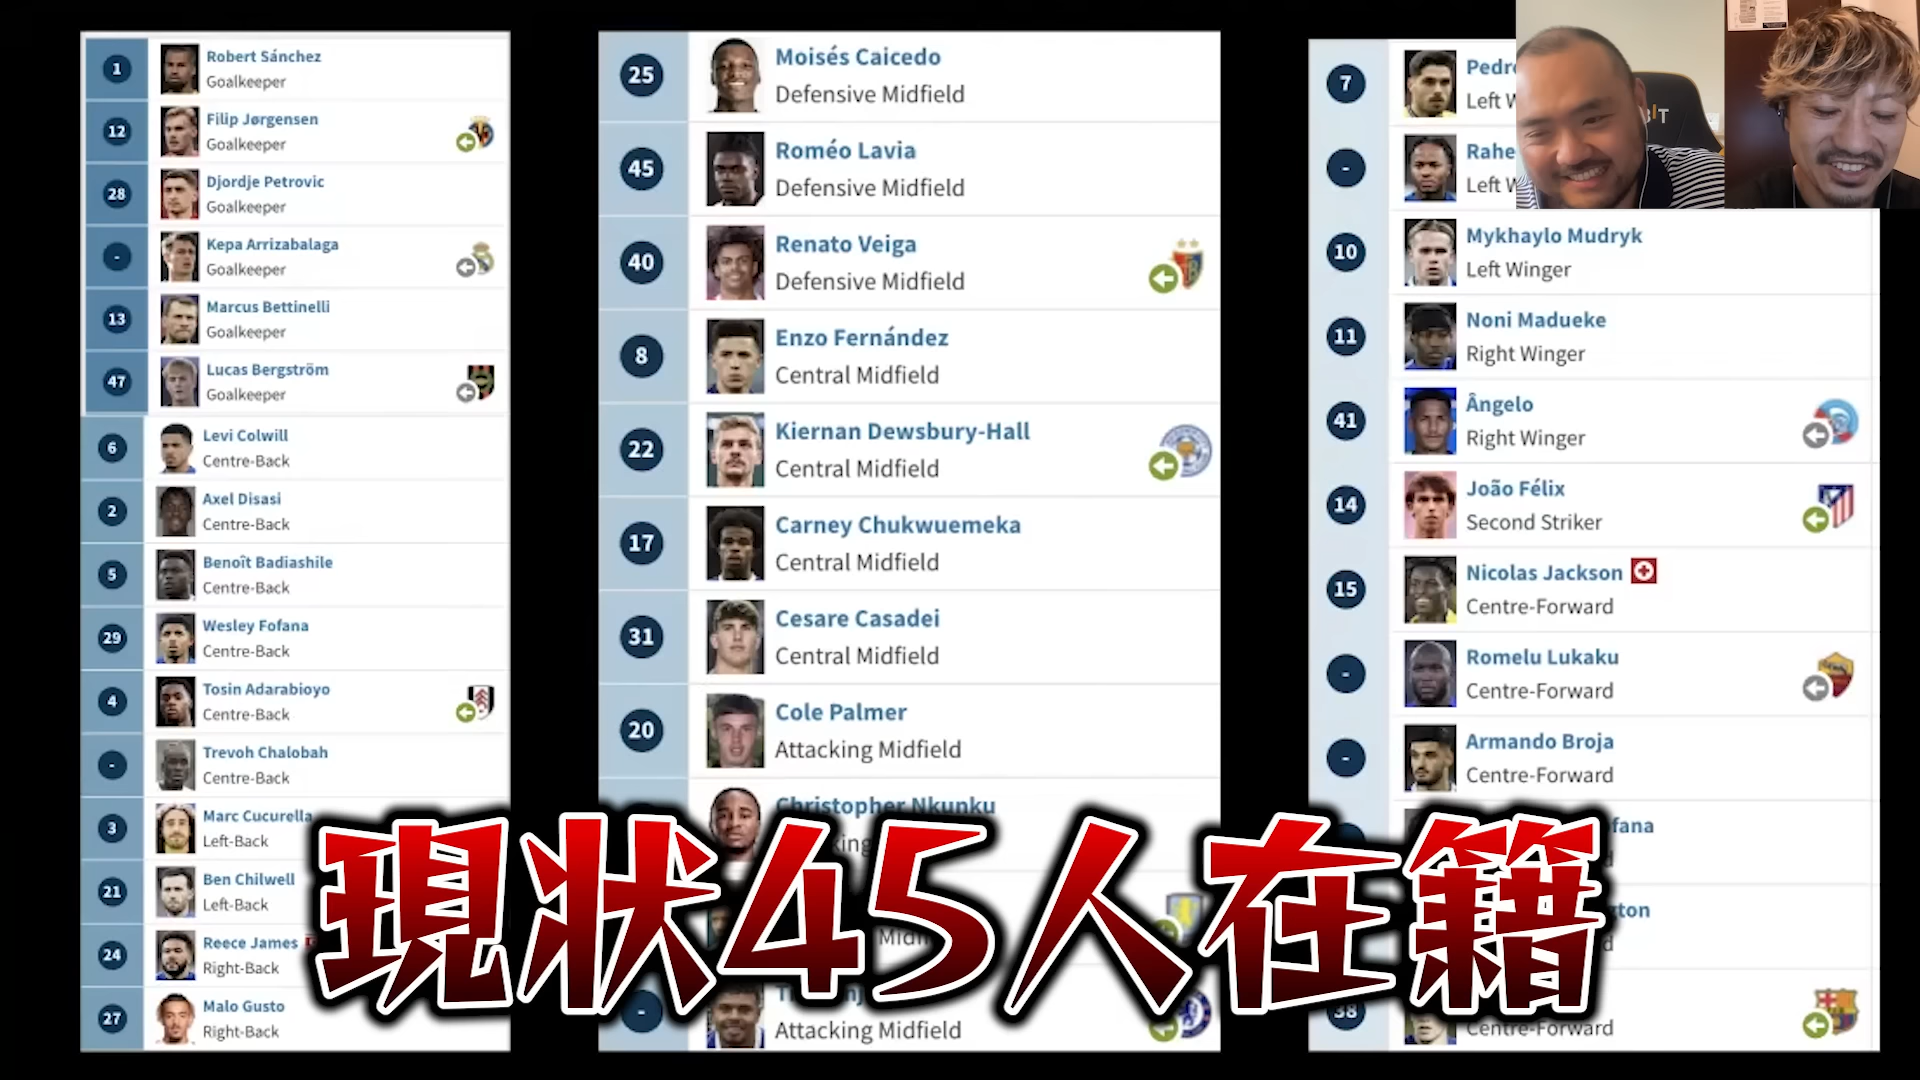 1
Robert Sánchez
Goalkeeper
12
Filip Jørgensen
Goalkeeper
28
Djordje Petrovic
Goalkeeper
-
Kepa Arrizabalaga
Goalkeeper
13
Marcus Bettinelli
Goalkeeper
47
Lucas Bergström
Goalkeeper
6
Levi Colwill
Centre-Back
2
Axel Disasi
Centre-Back
5
Benoît Badiashile
Centre-Back
29
Wesley Fofana
Centre-Back
4
Tosin Adarabioyo
Centre-Back
-
Trevoh Chalobah
Centre-Back
3
Marc Cucurella
Left-Back
21
Ben Chilwell
Left-Back
24
Reece James
Right-Back
27
Malo Gusto
Right-Back
25
Moisés Caicedo
Defensive Midfield
45
Roméo Lavia
Defensive Midfield
40
Renato Veiga
Defensive Midfield
8
Enzo Fernández
Central Midfield
22
Kiernan Dewsbury-Hall
Central Midfield
17
Carney Chukwuemeka
Central Midfield
31
Cesare Casadei
Central Midfield
20
Cole Palmer
Attacking Midfield
Christopher Nkunku
-
Attacking Midfield
7
Left
-
Left
10
Mykhaylo Mudryk
Left Winger
11
Noni Madueke
Right Winger
41
Ângelo
Right Winger
14
João Félix
Second Striker
15
Nicolas Jackson
Centre-Forward
-
Romelu Lukaku
Centre-Forward
-
Armando Broja
Centre-Forward
38
Centre-Forward
現状45人在籍